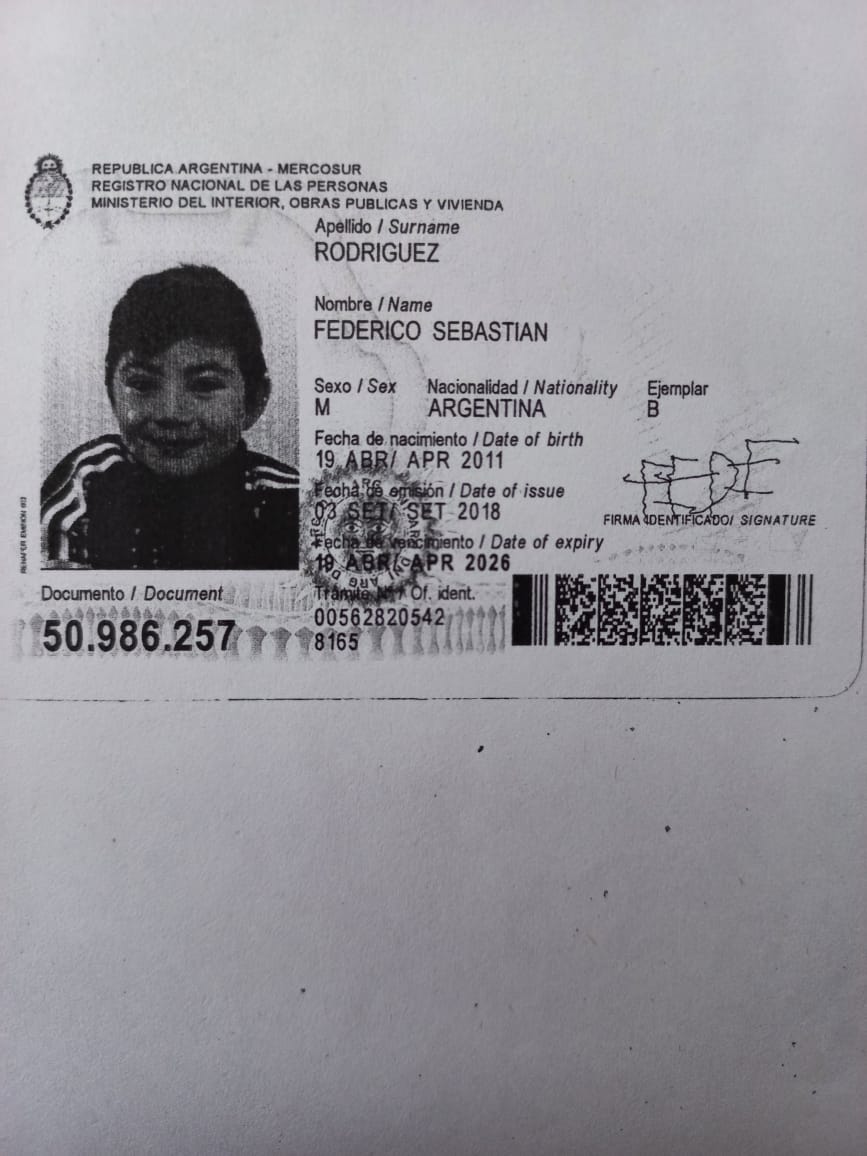 REPUBLICA ARGENTINA - MERCOSUR
REGISTRO NACIONAL DE LAS PERSONAS
MINISTERIO DEL INTERIOR, OBRAS PUBLICAS Y VIVIENDA
Apellido / Surname
RODRIGUEZ
Nombre / Name
FEDERICO SEBASTIAN
Sexo / Sex Nacionalidad / Nationality Ejemplar
M ARGENTINA B
Fecha de nacimiento / Date of birth
19 ABR/ APR 2011
Fecha de emisión / Date of issue
03 SET/ SET 2018
FIRMA IDENTIFICADO/ SIGNATURE
Fecha de vencimiento / Date of expiry
19 ABR/ APR 2026
Documento / Document
50.986.257
Trámite N° / Of. ident.
00562820542
8165